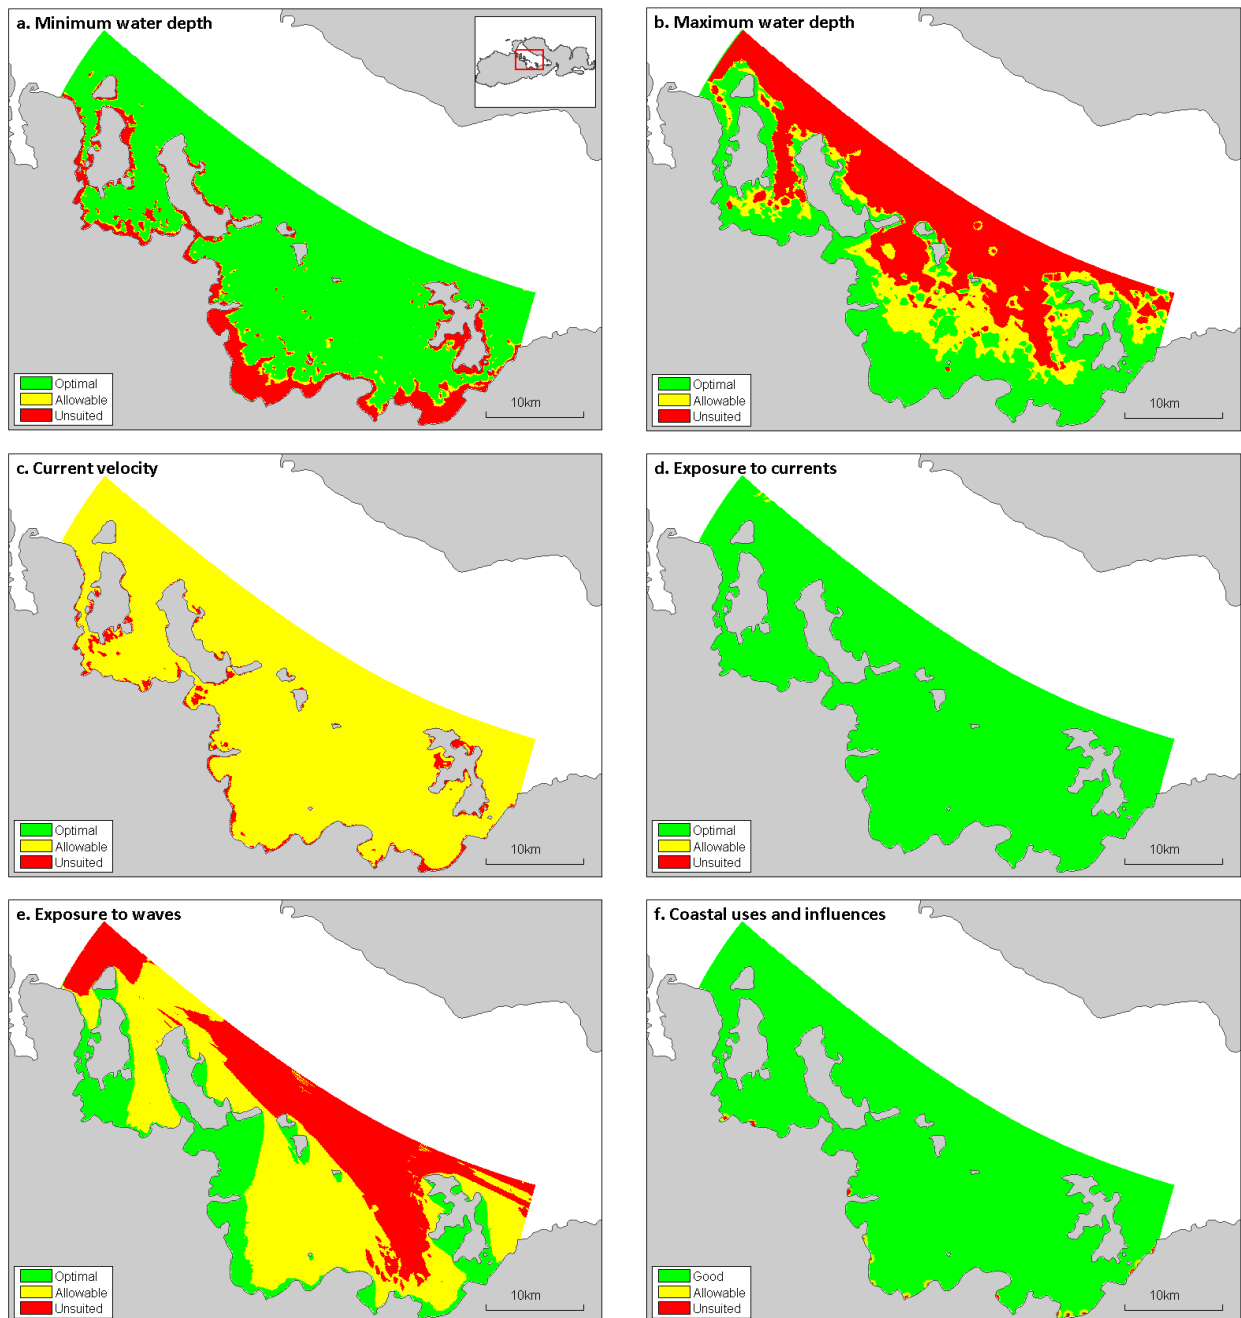 a. Minimum water depth
Optimal
Allowable
Unsuited
10km
b. Maximum water depth
Optimal
Allowable
Unsuited
10km
c. Current velocity
Optimal
Allowable
Unsuited
10km
d. Exposure to currents
Optimal
Allowable
Unsuited
10km
e. Exposure to waves
Optimal
Allowable
Unsuited
10km
f. Coastal uses and influences
Good
Allowable
Unsuited
10km